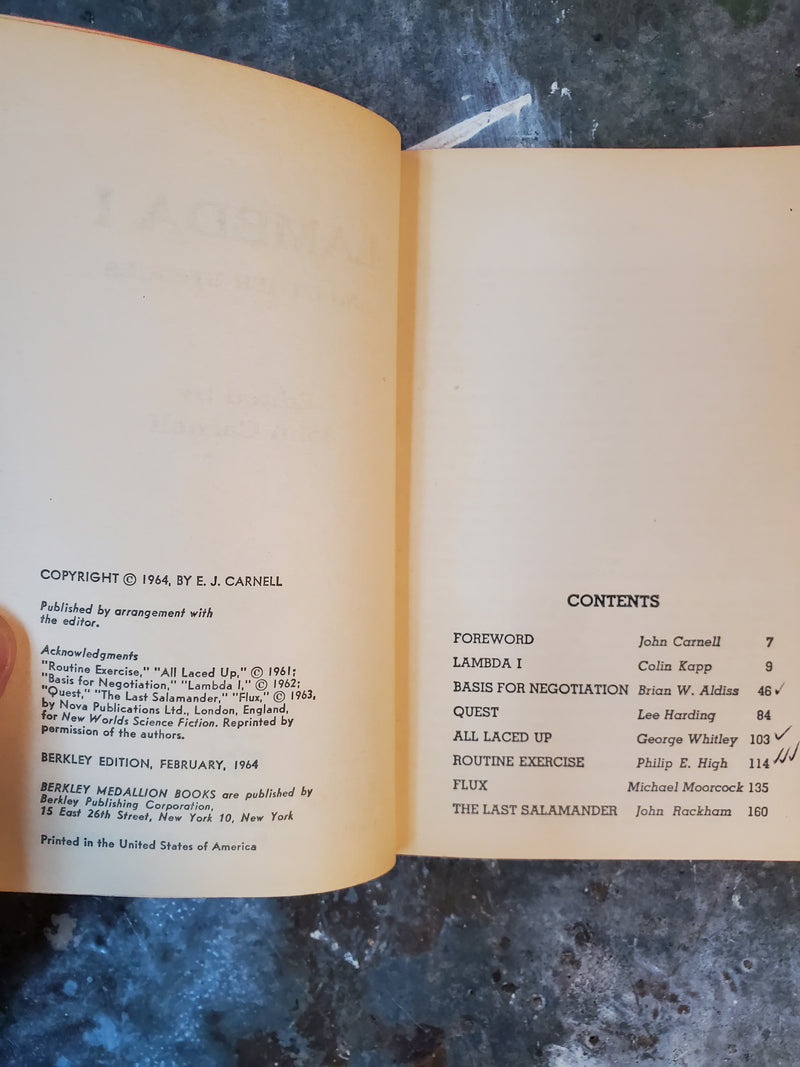 COPYRIGHT © 1964, BY E. J. CARNELL
Published by arrangement with
the editor.
Acknowledgments
"Routine Exercise," "All Laced Up," © 1961;
"Basis for Negotiation," "Lambda I," © 1962;
"Quest," "The Last Salamander," "Flux," © 1963,
by Nova Publications Ltd., London, England,
for New Worlds Science Fiction. Reprinted by
permission of the authors.
BERKLEY EDITION, FEBRUARY, 1964
BERKLEY MEDALLION BOOKS are published by
Berkley Publishing Corporation,
15 East 26th Street, New York 10, New York
Printed in the United States of America
CONTENTS
FOREWORD John Carnell 7
LAMBDA I Colin Kapp 9
BASIS FOR NEGOTIATION Brian W. Aldiss 46 ✓
QUEST Lee Harding 84
ALL LACED UP George Whitley 103 ✓
ROUTINE EXERCISE Philip E. High 114 ✓✓✓
FLUX Michael Moorcock 135
THE LAST SALAMANDER John Rackham 160